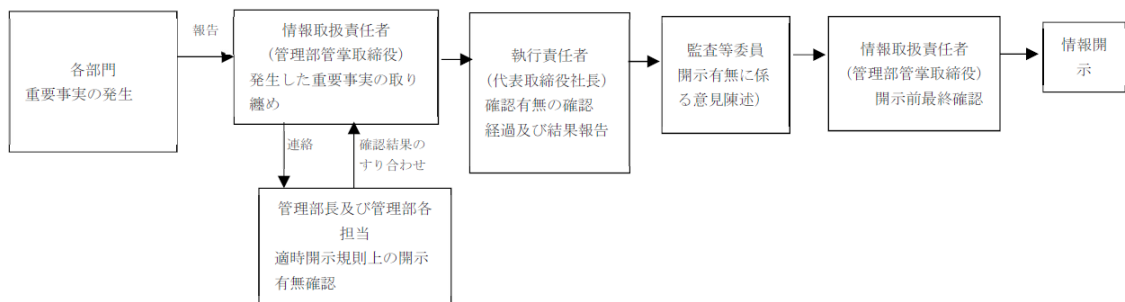 各部門
重要事実の発生
報告
情報取扱責任者
(管理部管掌取締役)
発生した重要事実の取り
纏め
連絡
確認結果の
すり合わせ
管理部長及び管理部各
担当
適時開示規則上の開示
有無確認
執行責任者
(代表取締役社長)
確認有無の確認
経過及び結果報告
監査等委員
開示有無に係
る意見陳述)
情報取扱責任者
(管理部管掌取締役)
開示前最終確認
情報開
示